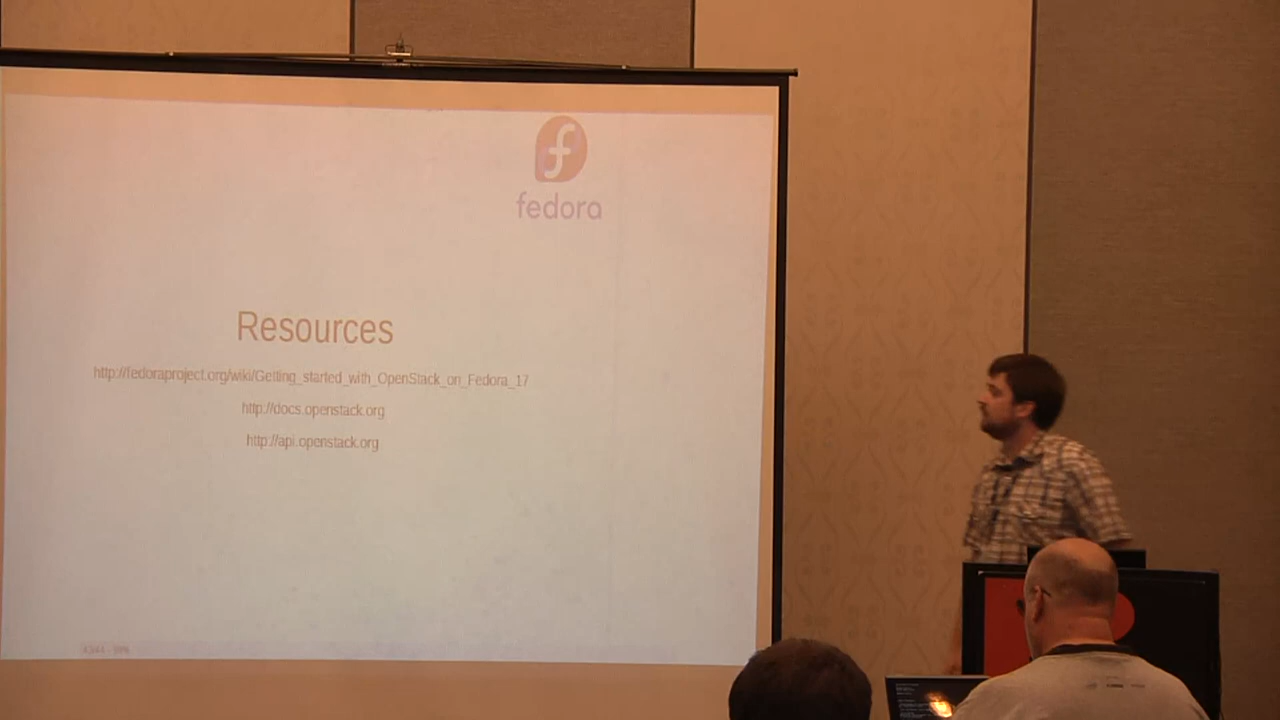 fedora
Resources
http://fedoraproject.org/wiki/Getting_started_with_OpenStack_on_Fedora_17
http://docs.openstack.org
http://api.openstack.org